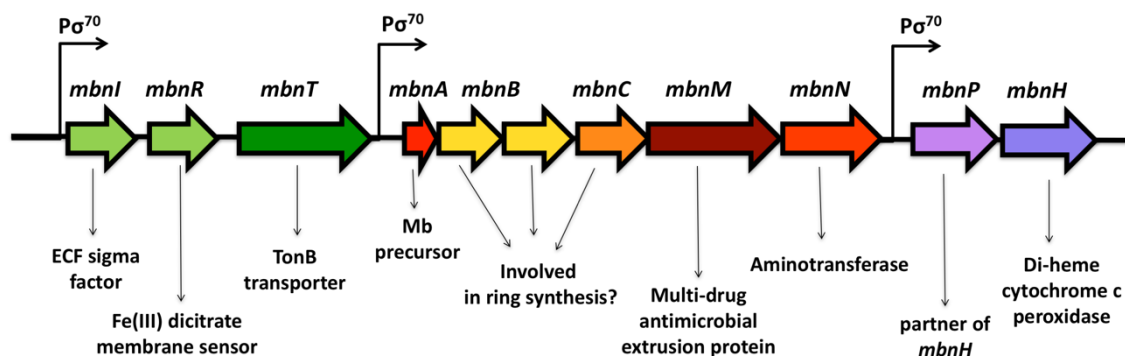 Pσ⁷⁰ Pσ⁷⁰ Pσ⁷⁰
mbnI mbnR mbnT mbnA mbnB mbnC mbnM mbnN mbnP mbnH
ECF sigma
factor
Fe(III) dicitrate
membrane sensor
TonB
transporter
Mb
precursor
Involved
in ring synthesis?
Multi-drug
antimicrobial
extrusion protein
Aminotransferase
partner of
mbnH
Di-heme
cytochrome c
peroxidase